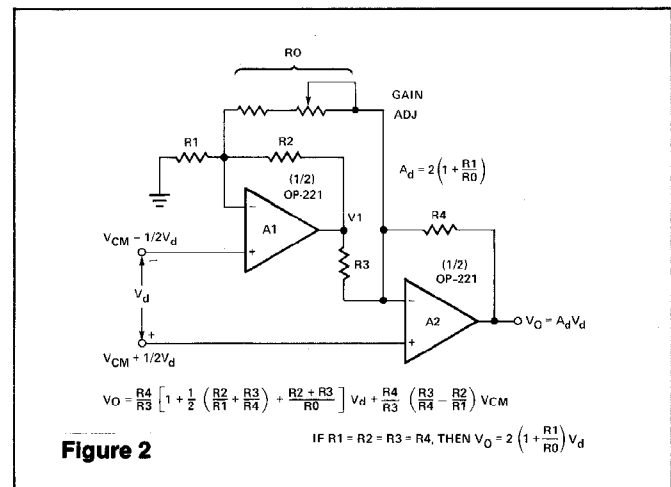 R0
GAIN
ADJ
R1
R2
A_d = 2(1 + R1/R0)
(1/2)
OP-221
R4
V1
V_CM − 1/2V_d
−
A1
+
R3
(1/2)
OP-221
V_d
−
A2
+
V_O = A_dV_d
+
V_CM + 1/2V_d
V_O = R4/R3 [1 + 1/2 (R2/R1 + R3/R4) + (R2 + R3)/R0] V_d + R4/R3 (R3/R4 − R2/R1) V_CM
IF R1 = R2 = R3 = R4, THEN V_O = 2 (1 + R1/R0) V_d
Figure 2